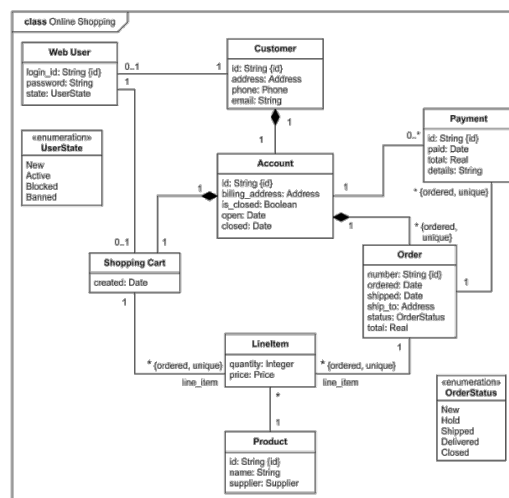 class Online Shopping
Web User
login_id: String {id}
password: String
state: UserState
0..1
1
1
Customer
id: String {id}
address: Address
phone: Phone
email: String
1
1
«enumeration»
UserState
New
Active
Blocked
Banned
Account
id: String {id}
billing_address: Address
is_closed: Boolean
open: Date
closed: Date
1
1
1
1
0..*
Payment
id: String {id}
paid: Date
total: Real
details: String
* {ordered, unique}
* {ordered,
unique}
0..1
Shopping Cart
created: Date
1
Order
number: String {id}
ordered: Date
shipped: Date
ship_to: Address
status: OrderStatus
total: Real
1
1
* {ordered, unique}
line_item
LineItem
quantity: Integer
price: Price
* {ordered, unique}
line_item
*
1
Product
id: String {id}
name: String
supplier: Supplier
«enumeration»
OrderStatus
New
Hold
Shipped
Delivered
Closed